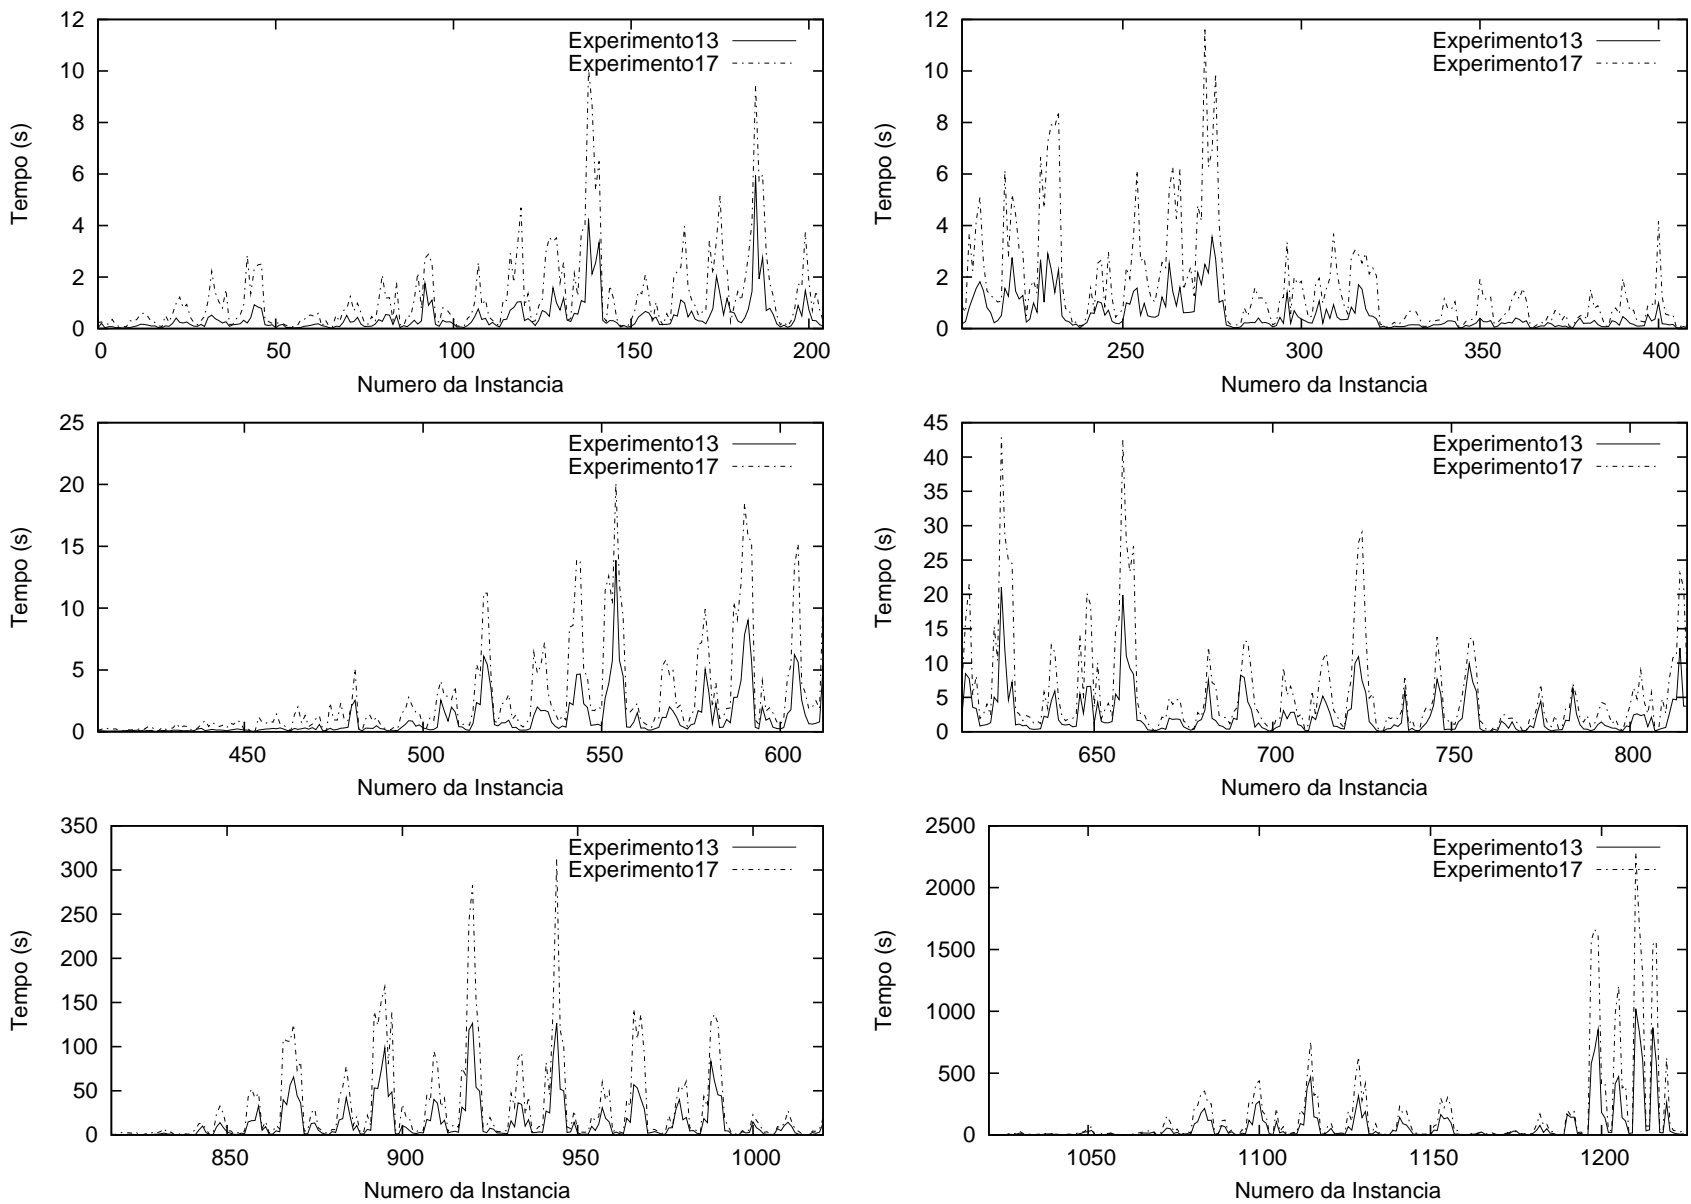 12
10
8
6
4
2
0
Tempo (s)
0 50 100 150 200
Numero da Instancia
Experimento13
Experimento17
12
10
8
6
4
2
0
Tempo (s)
250 300 350 400
Numero da Instancia
Experimento13
Experimento17
25
20
15
10
5
0
Tempo (s)
450 500 550 600
Numero da Instancia
Experimento13
Experimento17
45
40
35
30
25
20
15
10
5
0
Tempo (s)
650 700 750 800
Numero da Instancia
Experimento13
Experimento17
350
300
250
200
150
100
50
0
Tempo (s)
850 900 950 1000
Numero da Instancia
Experimento13
Experimento17
2500
2000
1500
1000
500
0
Tempo (s)
1050 1100 1150 1200
Numero da Instancia
Experimento13
Experimento17